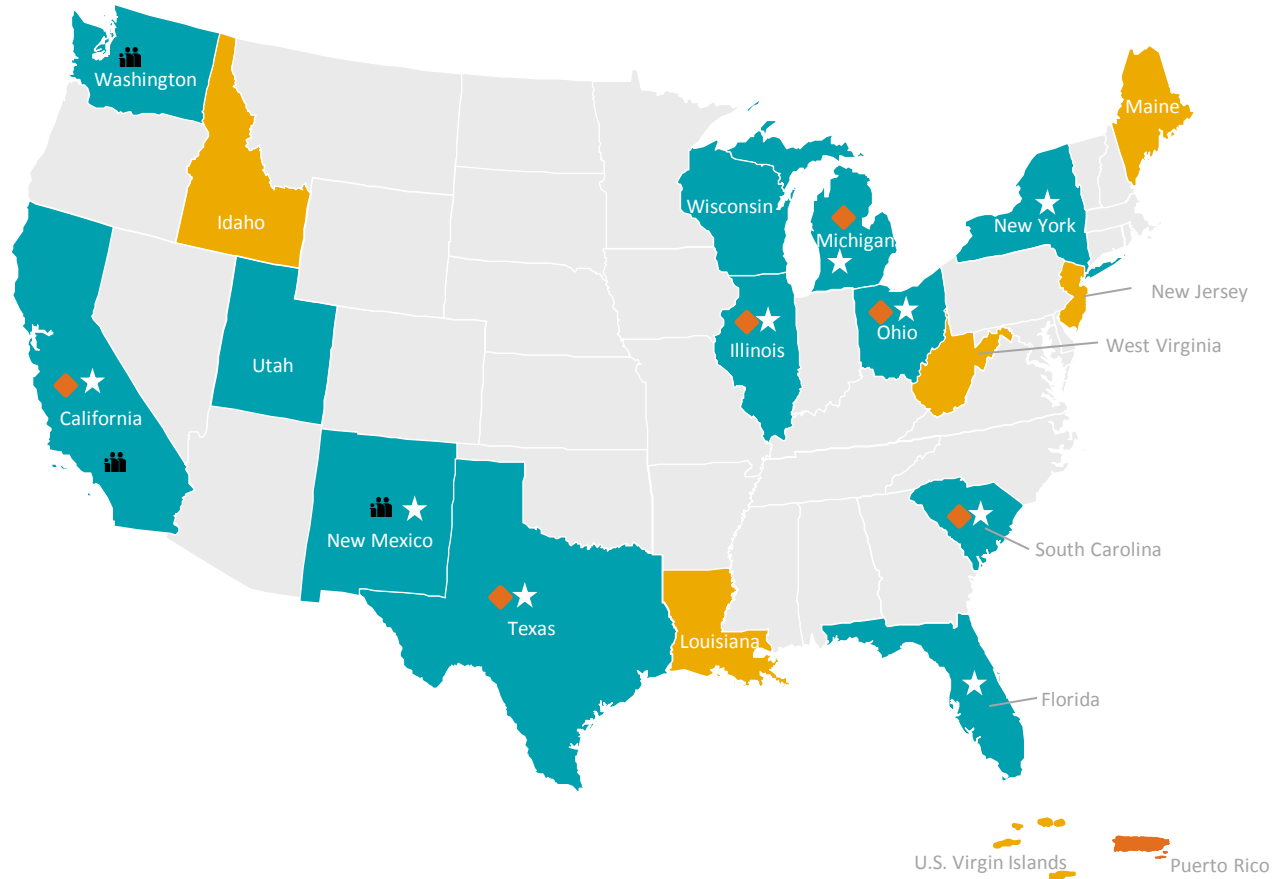 Washington
Maine
Wisconsin
Idaho
New York
Michigan
New Jersey
Ohio
West Virginia
Illinois
Utah
California
New Mexico
South Carolina
Texas
Louisiana
Florida
U.S. Virgin Islands
Puerto Rico